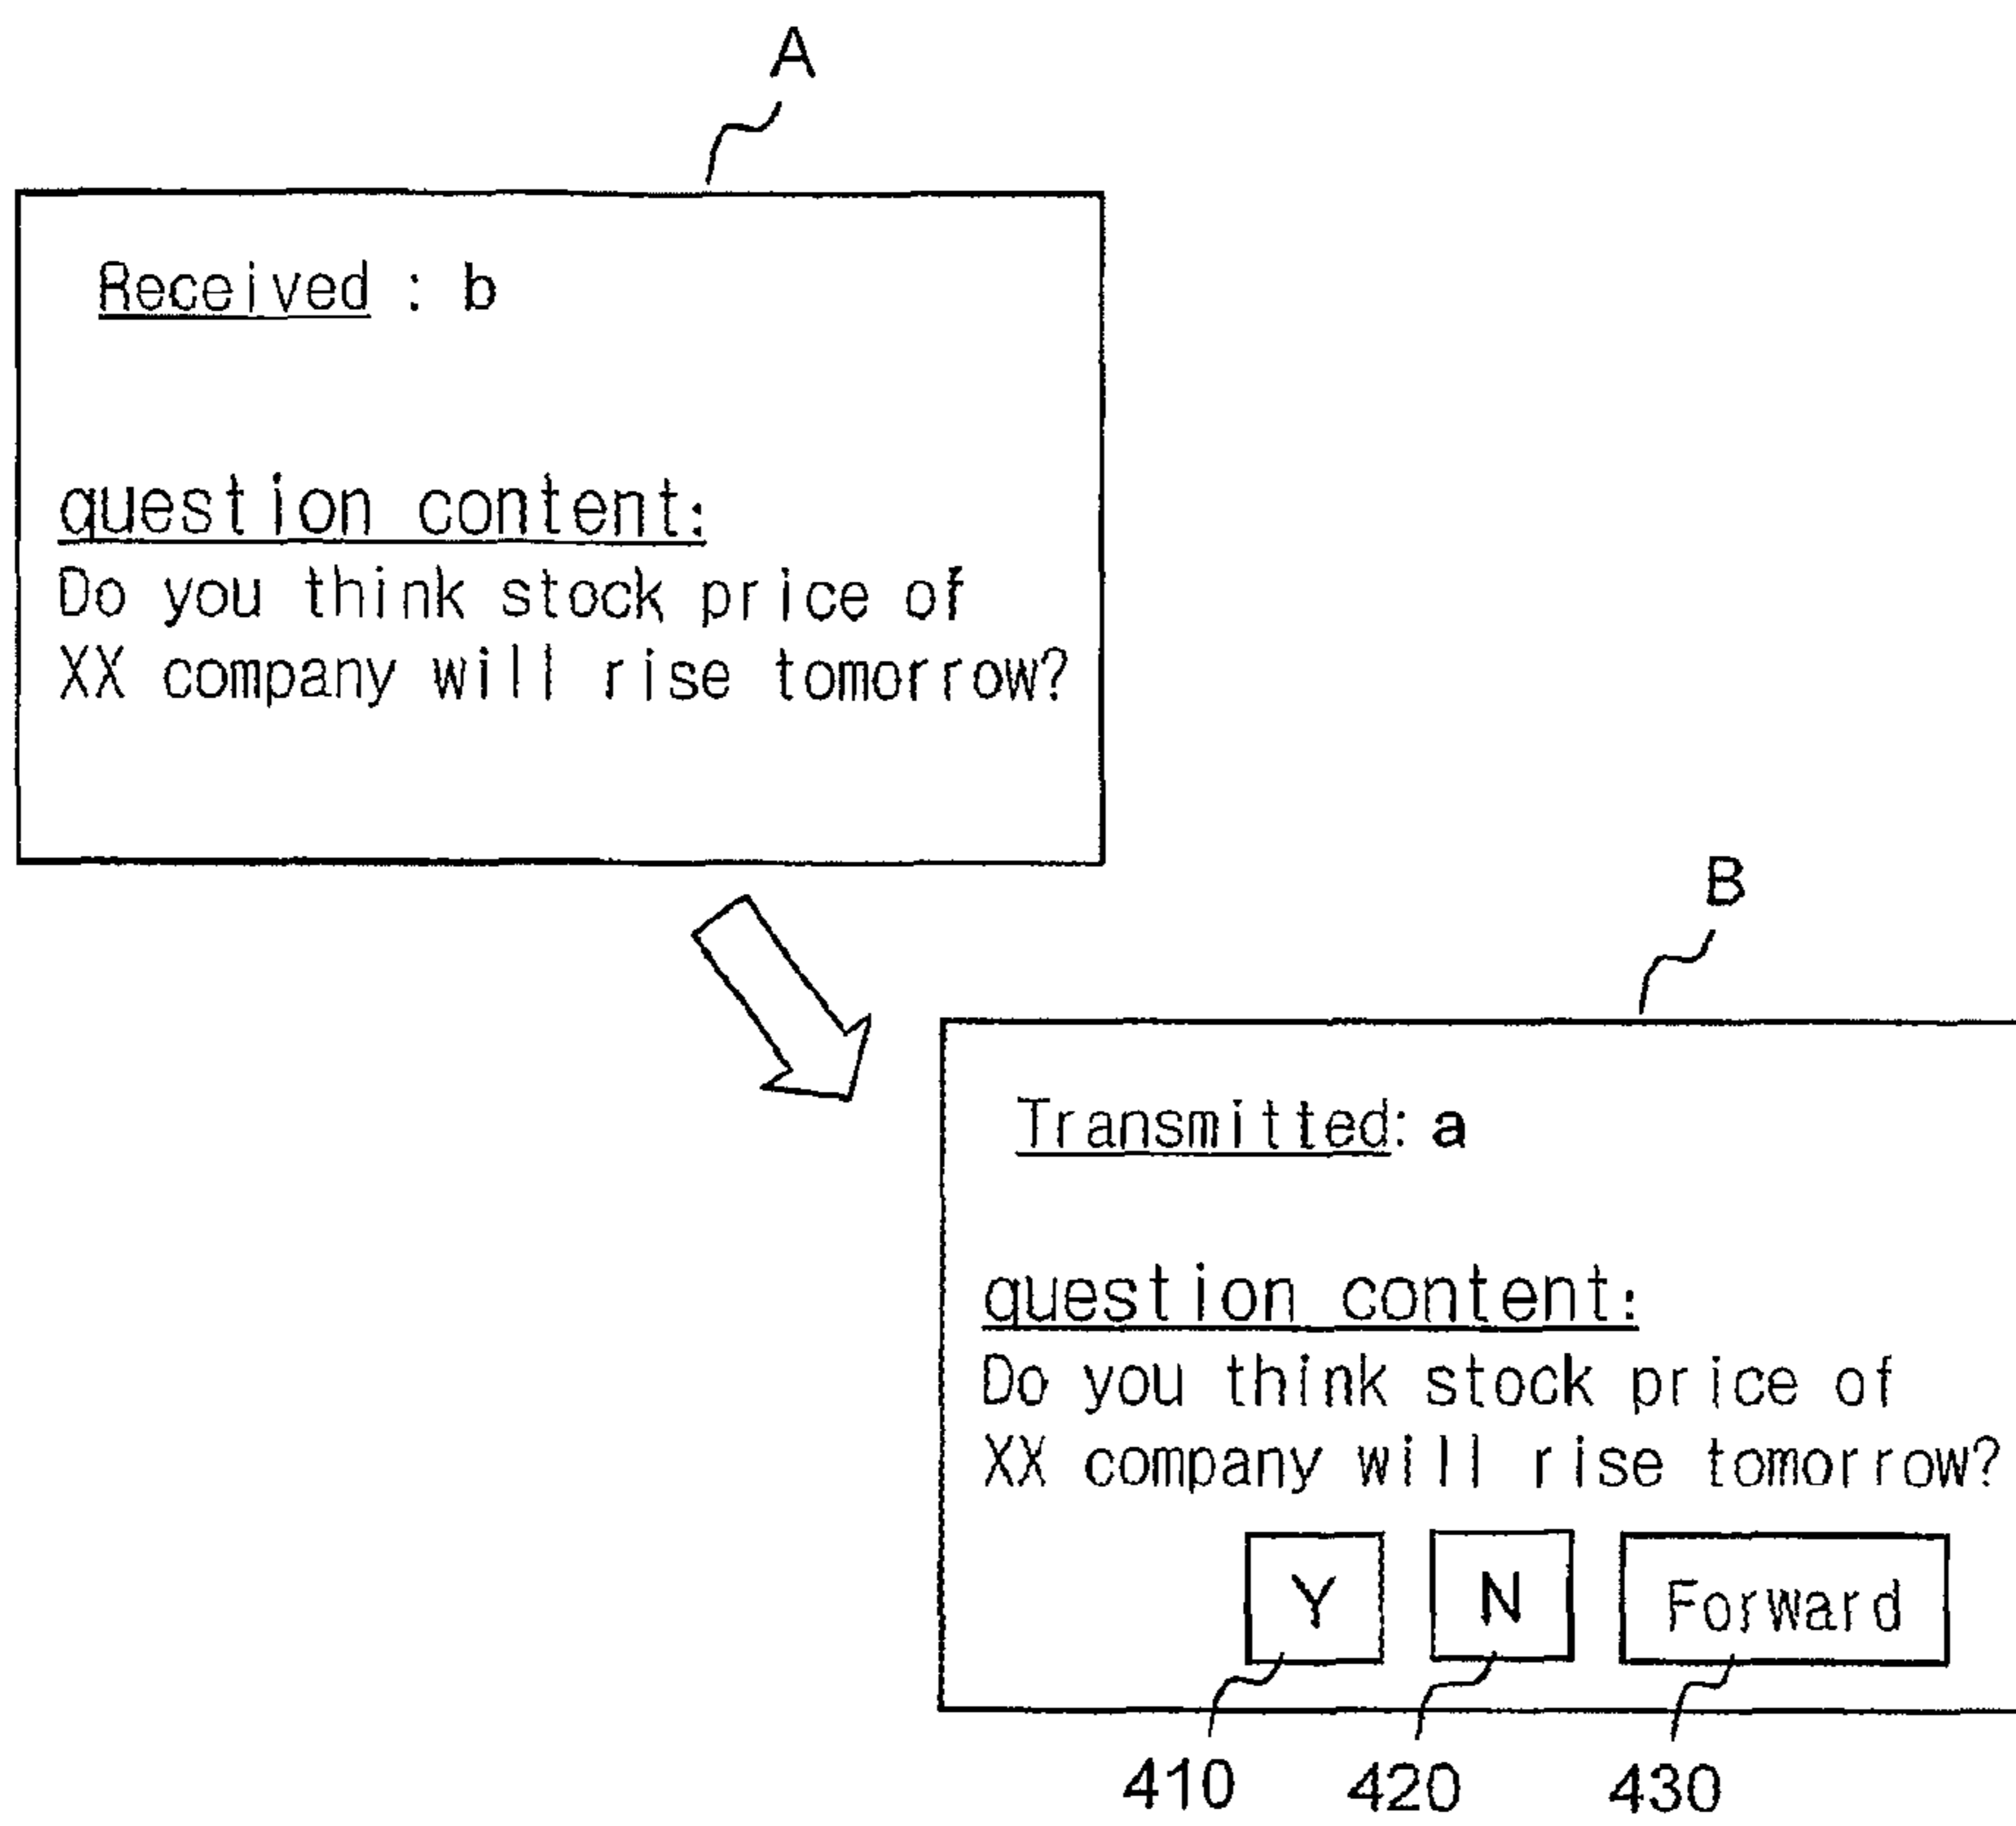 A
Received : b
question content:
Do you think stock price of
XX company will rise tomorrow?
B
Transmitted: a
question content:
Do you think stock price of
XX company will rise tomorrow?
Y N Forward
410 420 430